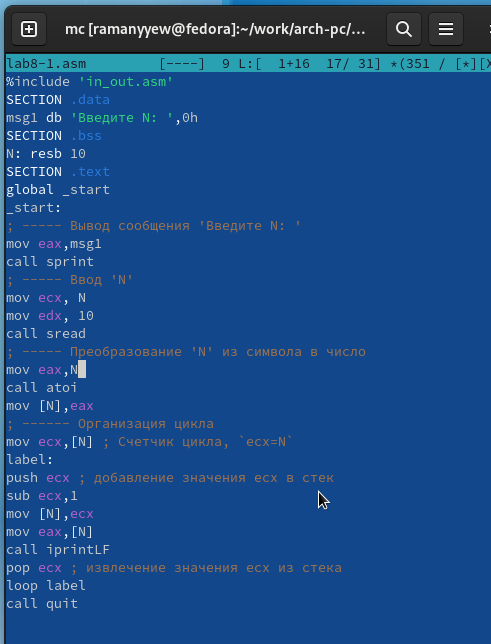 mc [ramanyyew@fedora]:~/work/arch-pc/…
lab8-1.asm [----] 9 L:[ 1+16 17/ 31] *(351 / [*][X
%include 'in_out.asm'
SECTION .data
msg1 db 'Введите N: ',0h
SECTION .bss
N: resb 10
SECTION .text
global _start
_start:
; ----- Вывод сообщения 'Введите N: '
mov eax,msg1
call sprint
; ----- Ввод 'N'
mov ecx, N
mov edx, 10
call sread
; ----- Преобразование 'N' из символа в число
mov eax,N
call atoi
mov [N],eax
; ------ Организация цикла
mov ecx,[N] ; Счетчик цикла, `ecx=N`
label:
push ecx ; добавление значения ecx в стек
sub ecx,1
mov [N],ecx
mov eax,[N]
call iprintLF
pop ecx ; извлечение значения ecx из стека
loop label
call quit